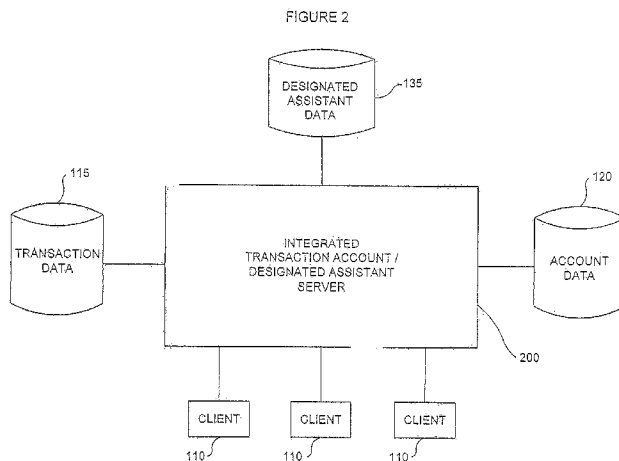 FIGURE 2
DESIGNATED
ASSISTANT
DATA
135
115
TRANSACTION
DATA
INTEGRATED
TRANSACTION ACCOUNT /
DESIGNATED ASSISTANT
SERVER
120
ACCOUNT
DATA
200
CLIENT
CLIENT
CLIENT
110
110
110